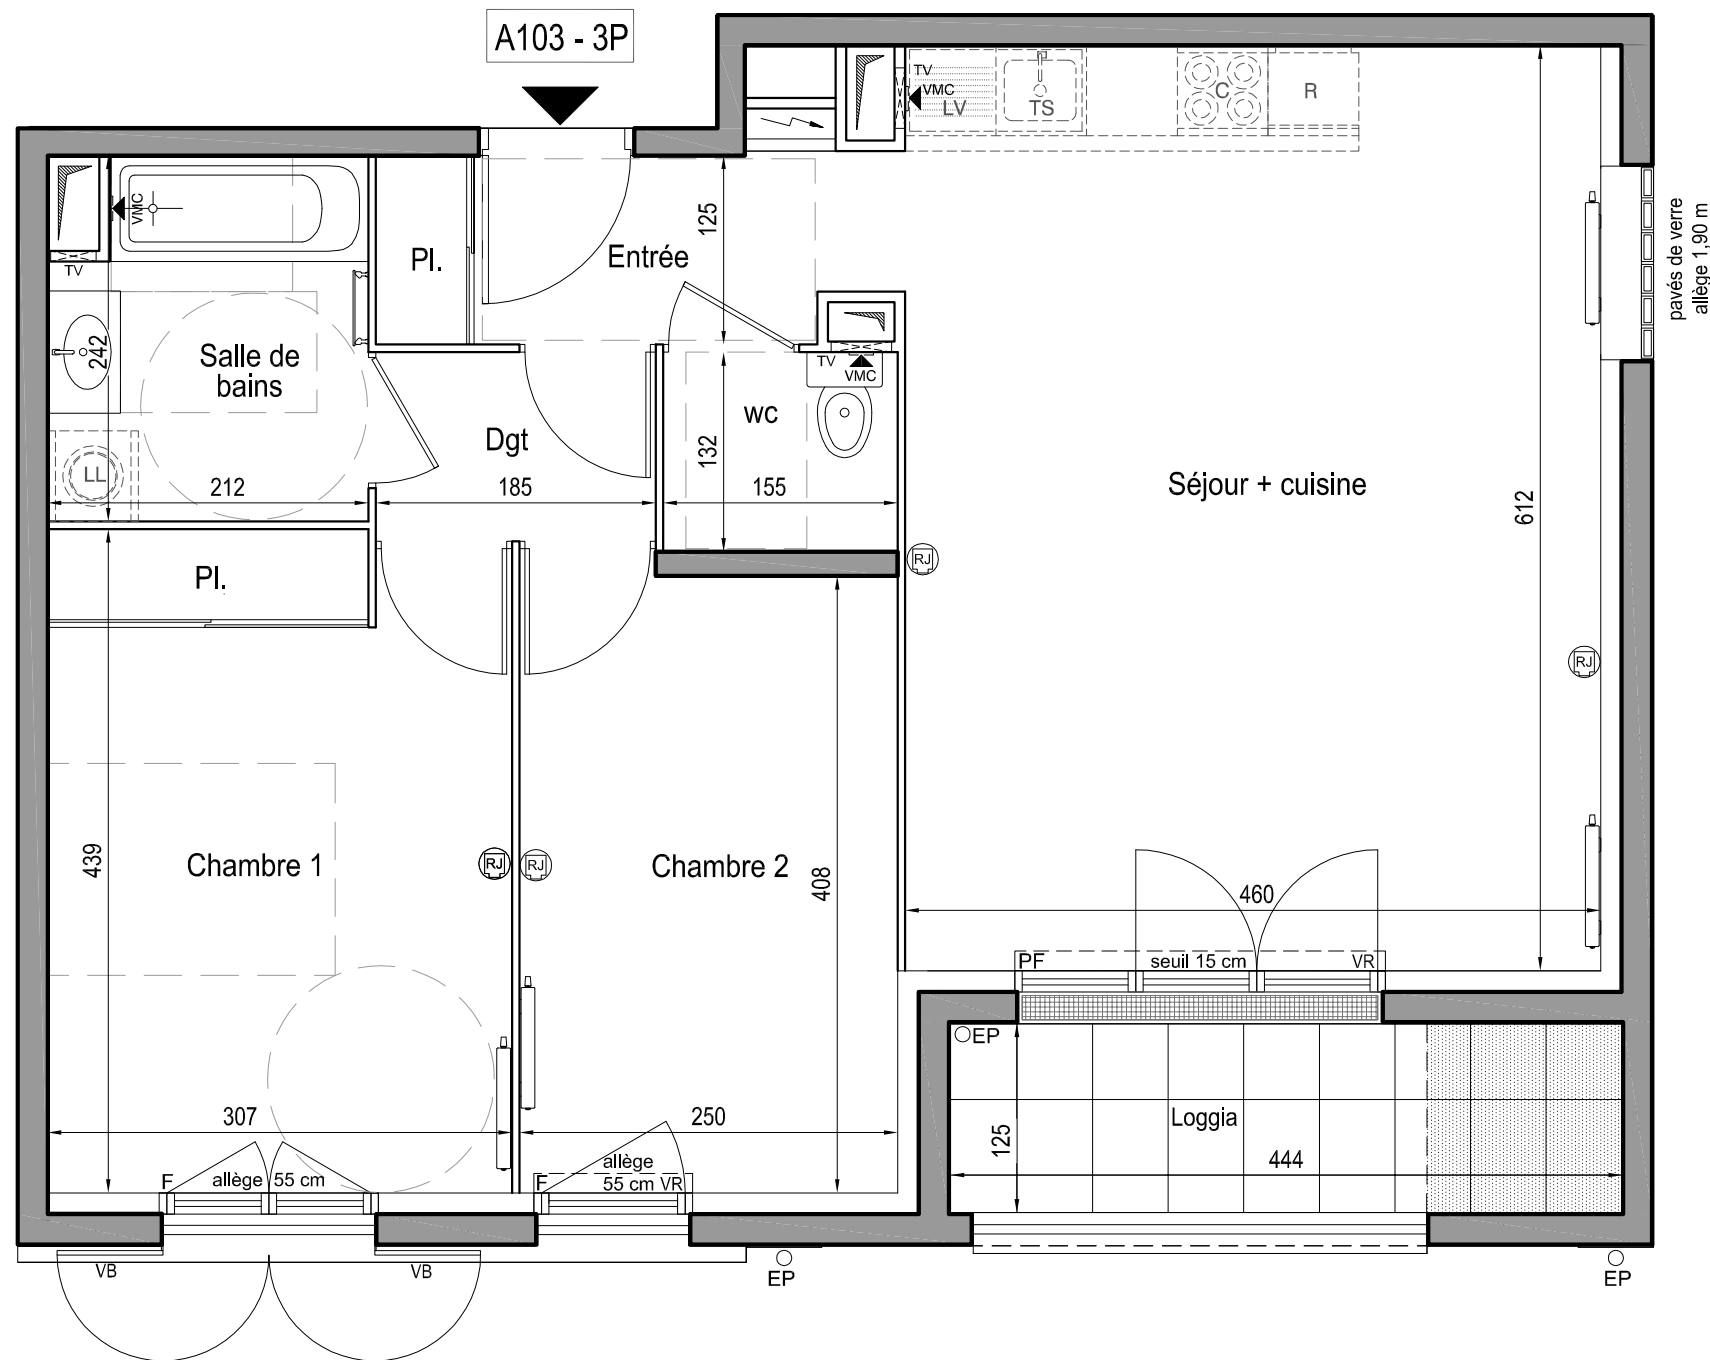 A103 - 3P
TV
VMC
LV
TS
C
R
VMC
TV
Pl.
Entrée
125
pavés de verre
allège 1,90 m
242
Salle de
bains
TV
VMC
wc
132
Dgt
LL
212
185
155
Séjour + cuisine
612
RJ
Pl.
RJ
439
Chambre 1
RJ
RJ
Chambre 2
408
460
PF
seuil 15 cm
VR
EP
307
250
Loggia
125
444
F
allège 55 cm
F
allège
55 cm VR
VB
VB
EP
EP